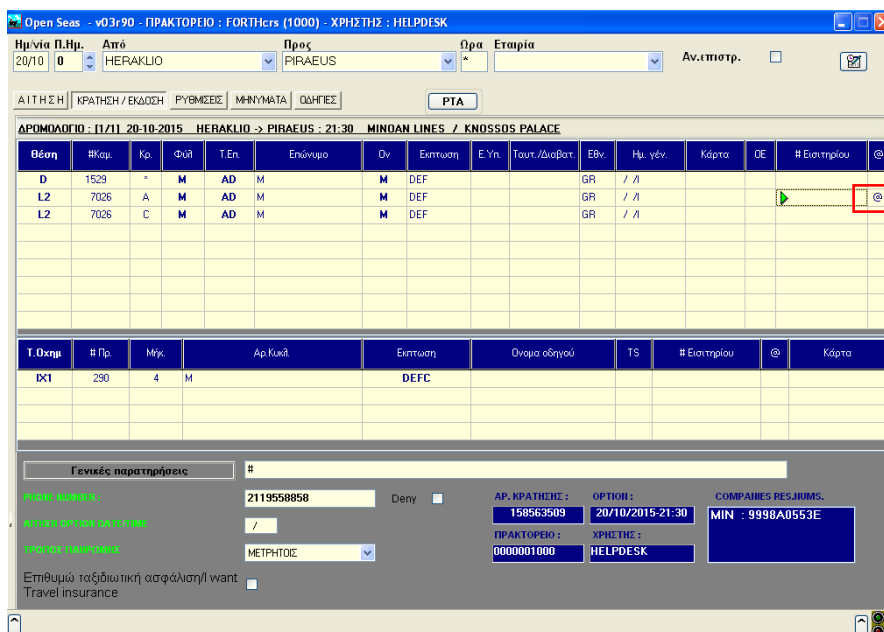 Open Seas - v03r90 - ΠΡΑΚΤΟΡΕΙΟ : FORTHcrs (1000) - ΧΡΗΣΤΗΣ : HELPDESK
Ημ/νία Π.Ημ. Από Προς Ωρα Εταιρία
20/10 0 HERAKLIO PIRAEUS * Αν.επιστρ.
ΑΙΤΗΣΗ ΚΡΑΤΗΣΗ / ΕΚΔΟΣΗ ΡΥΘΜΙΣΕΙΣ ΜΗΝΥΜΑΤΑ ΟΔΗΓΙΕΣ PTA
ΔΡΟΜΟΛΟΓΙΟ : [1/1] 20-10-2015 HERAKLIO -> PIRAEUS : 21:30 MINOAN LINES / KNOSSOS PALACE
Θέση #Καμ. Κρ. Φύλ Τ.Επ. Επώνυμο Ον Εκπτωση Ε.Υπ. Ταυτ./Διαβατ. Εθν. Ημ. γέν. Κάρτα ΟΕ # Εισιτηρίου @
D 1529 * M AD M M DEF GR / /
L2 7026 A M AD M M DEF GR / / @
L2 7026 C M AD M M DEF GR / /
Τ.Οχημ # Πρ. Μήκ. Αρ.Κυκλ. Εκπτωση Ονομα οδηγού TS # Εισιτηρίου @ Κάρτα
IX1 290 4 M DEFC
Γενικές παρατηρήσεις #
PHONE NUMBER : 2119558858 Deny ΑΡ. ΚΡΑΤΗΣΗΣ : OPTION : COMPANIES RES.NUMS.
158563509 20/10/2015-21:30 MIN : 9998A0553E
OPTION DATE/TIME /
ΠΡΑΚΤΟΡΕΙΟ : ΧΡΗΣΤΗΣ :
ΤΡΟΠΟΣ ΠΛΗΡΩΜΗΣ ΜΕΤΡΗΤΟΙΣ 0000001000 HELPDESK
Επιθυμώ ταξιδιωτική ασφάλιση/I want
Travel insurance